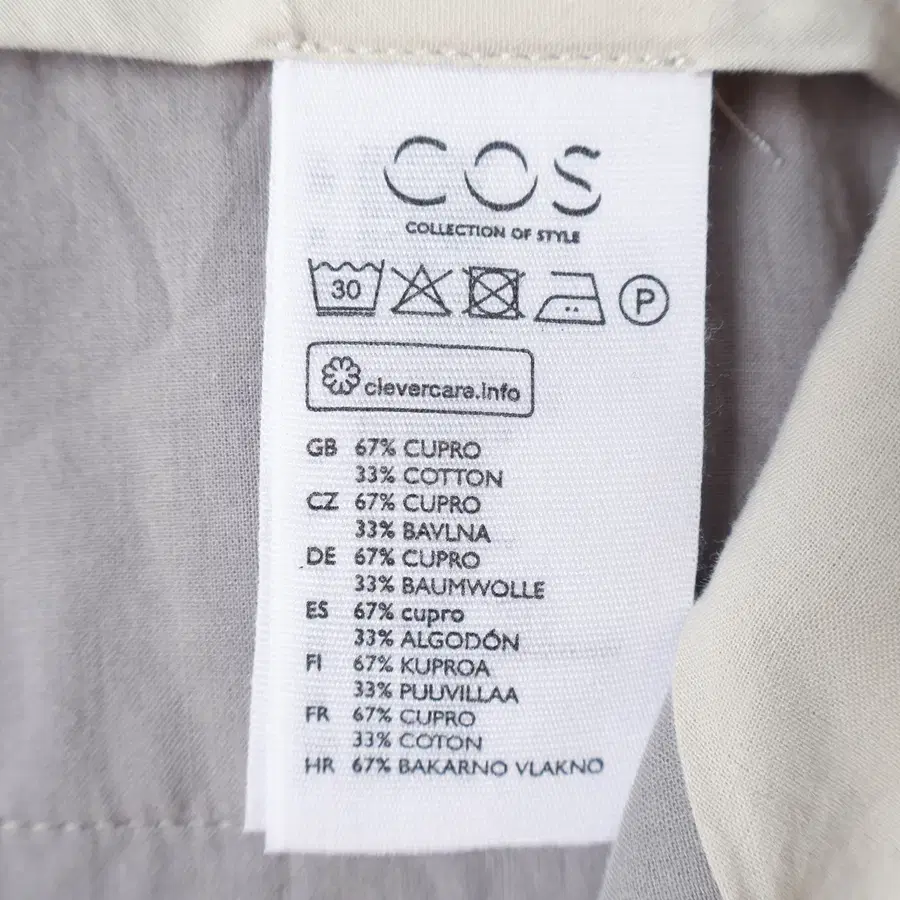 COS
COLLECTION OF STYLE
30
P
clevercare.info
GB 67% CUPRO
33% COTTON
CZ 67% CUPRO
33% BAVLNA
DE 67% CUPRO
33% BAUMWOLLE
ES 67% cupro
33% ALGODÓN
FI 67% KUPROA
33% PUUVILLAA
FR 67% CUPRO
33% COTON
HR 67% BAKARNO VLAKNO